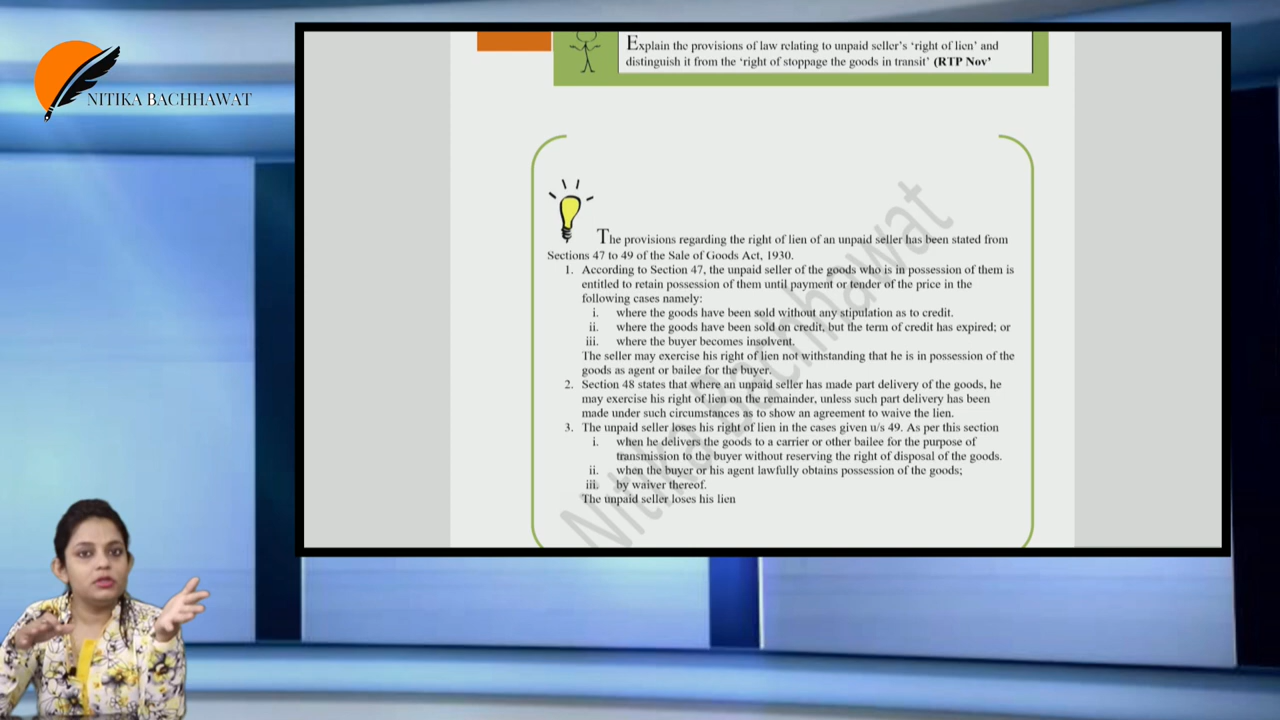 NITIKA BACHHAWAT
Explain the provisions of law relating to unpaid seller's 'right of lien' and
distinguish it from the 'right of stoppage the goods in transit' (RTP Nov'
The provisions regarding the right of lien of an unpaid seller has been stated from
Sections 47 to 49 of the Sale of Goods Act, 1930.
1. According to Section 47, the unpaid seller of the goods who is in possession of them is
entitled to retain possession of them until payment or tender of the price in the
following cases namely:
i. where the goods have been sold without any stipulation as to credit.
ii. where the goods have been sold on credit, but the term of credit has expired; or
iii. where the buyer becomes insolvent.
The seller may exercise his right of lien not withstanding that he is in possession of the
goods as agent or bailee for the buyer.
2. Section 48 states that where an unpaid seller has made part delivery of the goods, he
may exercise his right of lien on the remainder, unless such part delivery has been
made under such circumstances as to show an agreement to waive the lien.
3. The unpaid seller loses his right of lien in the cases given u/s 49. As per this section
i. when he delivers the goods to a carrier or other bailee for the purpose of
transmission to the buyer without reserving the right of disposal of the goods.
ii. when the buyer or his agent lawfully obtains possession of the goods;
iii. by waiver thereof.
The unpaid seller loses his lien
Nitika Bachhawat